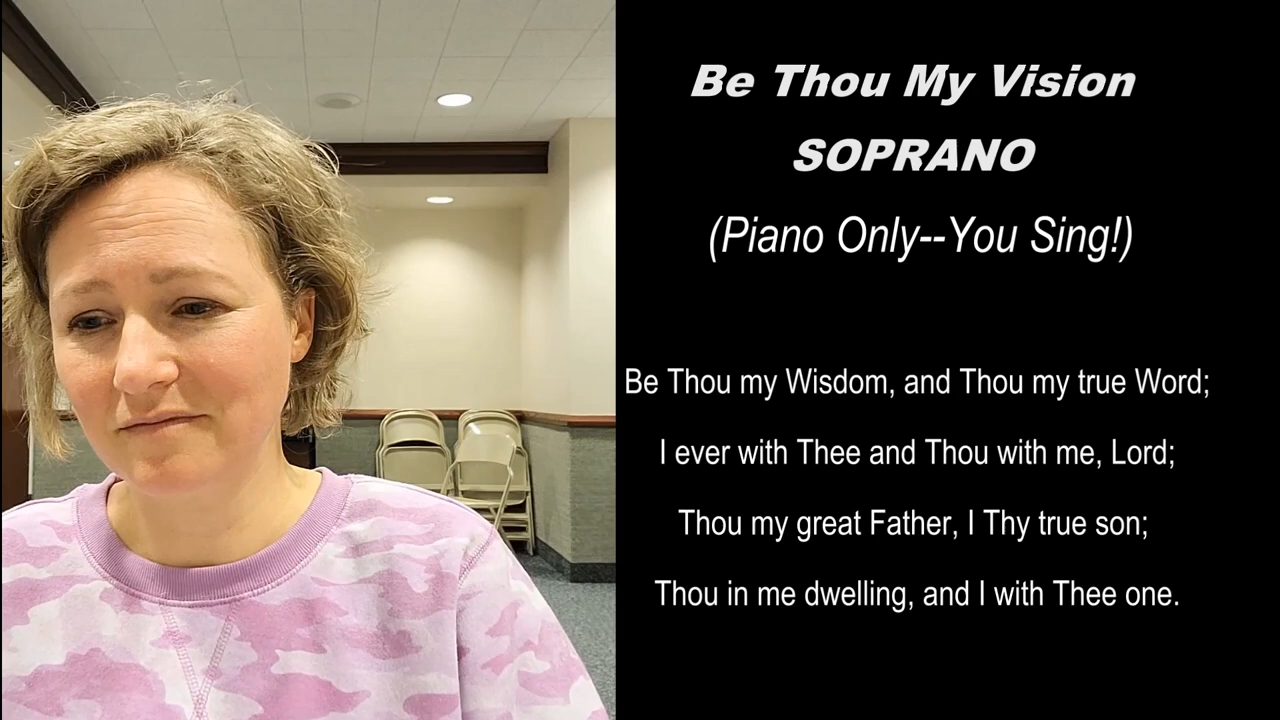 Be Thou My Vision
SOPRANO
(Piano Only--You Sing!)
Be Thou my Wisdom, and Thou my true Word;
I ever with Thee and Thou with me, Lord;
Thou my great Father, I Thy true son;
Thou in me dwelling, and I with Thee one.